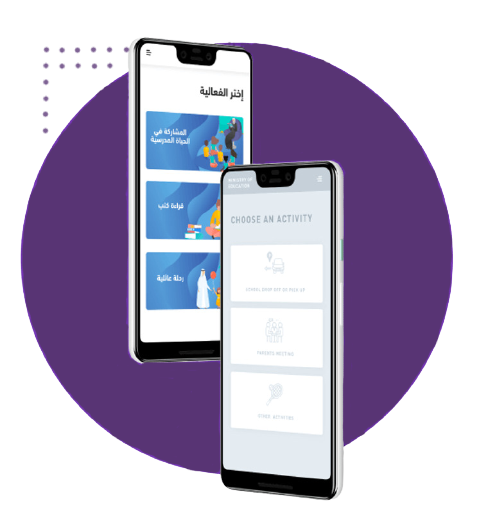 إختر الفعالية
المشاركة في
الحياة المدرسية
قراءة كتب
رحلة عائلية
MINISTRY OF
EDUCATION
CHOOSE AN ACTIVITY
SCHOOL DROP OFF OR PICK UP
PARENTS MEETING
OTHER ACTIVITIES